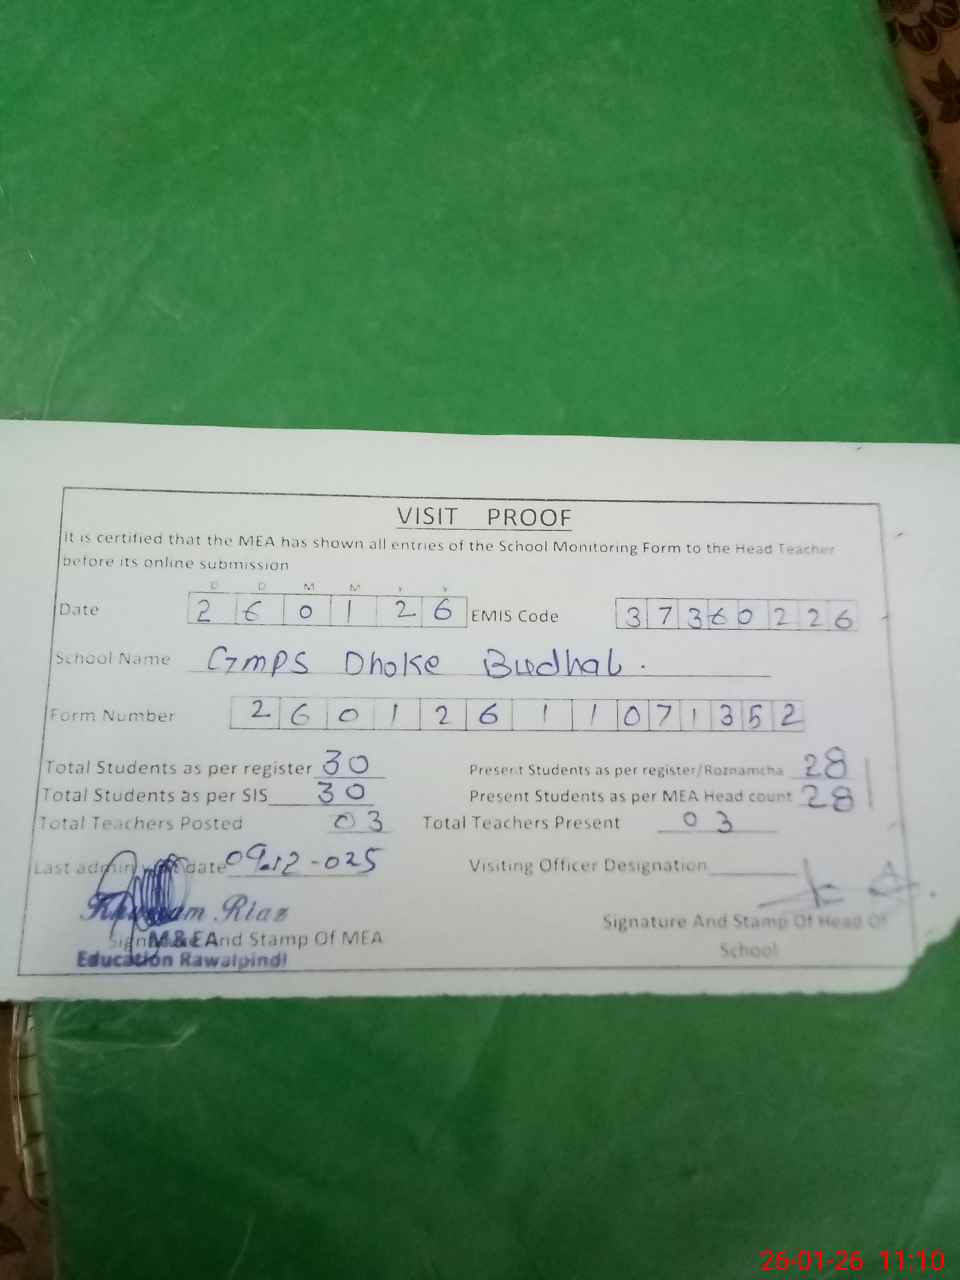 VISIT PROOF
It is certified that the MEA has shown all entries of the School Monitoring Form to the Head Teacher
before its online submission
D D M M Y Y
Date 2 6 0 1 2 6 EMIS Code 3 7 3 6 0 2 2 6
School Name GMPS Dhoke Budhal.
Form Number 2 6 0 1 2 6 1 1 0 7 1 3 5 2
Total Students as per register 30 Present Students as per register/Roznamcha 28
Total Students as per SIS 30 Present Students as per MEA Head count 28
Total Teachers Posted 03 Total Teachers Present 03
Last admin visit date 09.12-025 Visiting Officer Designation
Khurram Riaz
Signature And Stamp Of MEA Signature And Stamp Of Head Of
School
M&EA
Education Rawalpindi
26-01-26 11:10